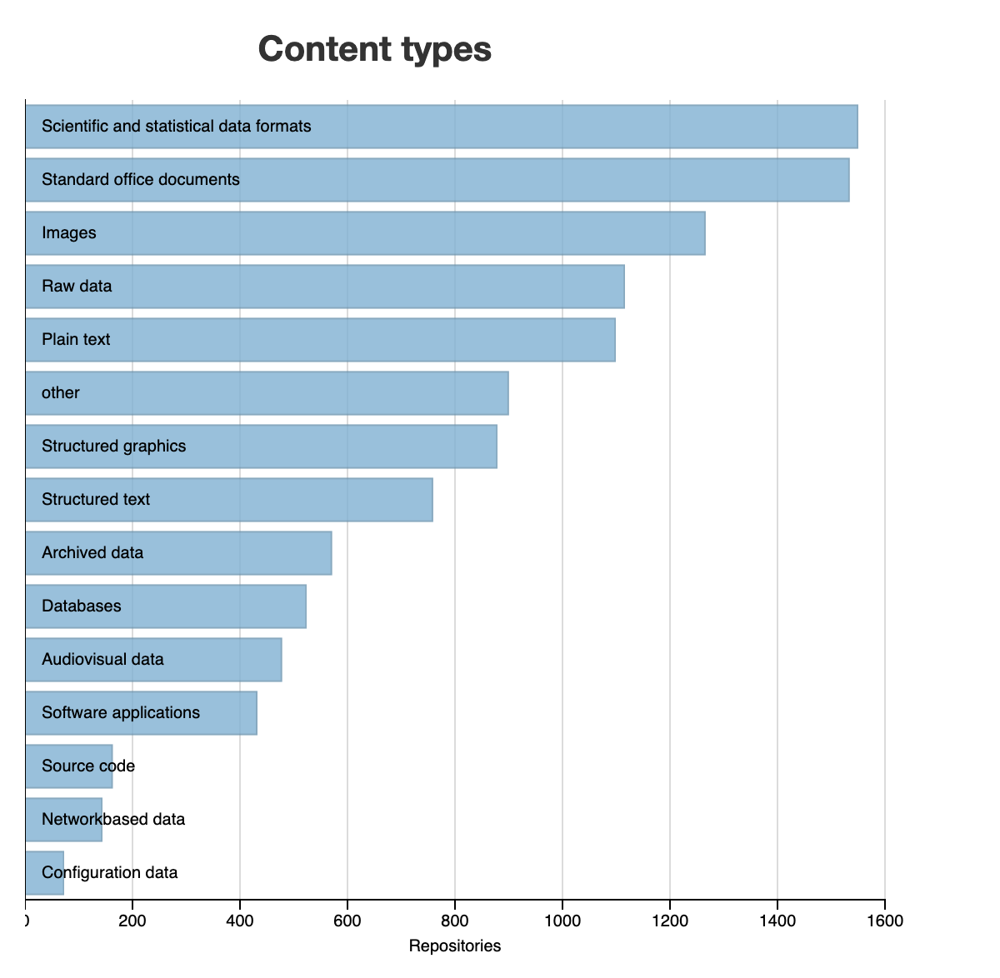 Content types
Scientific and statistical data formats
Standard office documents
Images
Raw data
Plain text
other
Structured graphics
Structured text
Archived data
Databases
Audiovisual data
Software applications
Source code
Networkbased data
Configuration data
0 200 400 600 800 1000 1200 1400 1600
Repositories